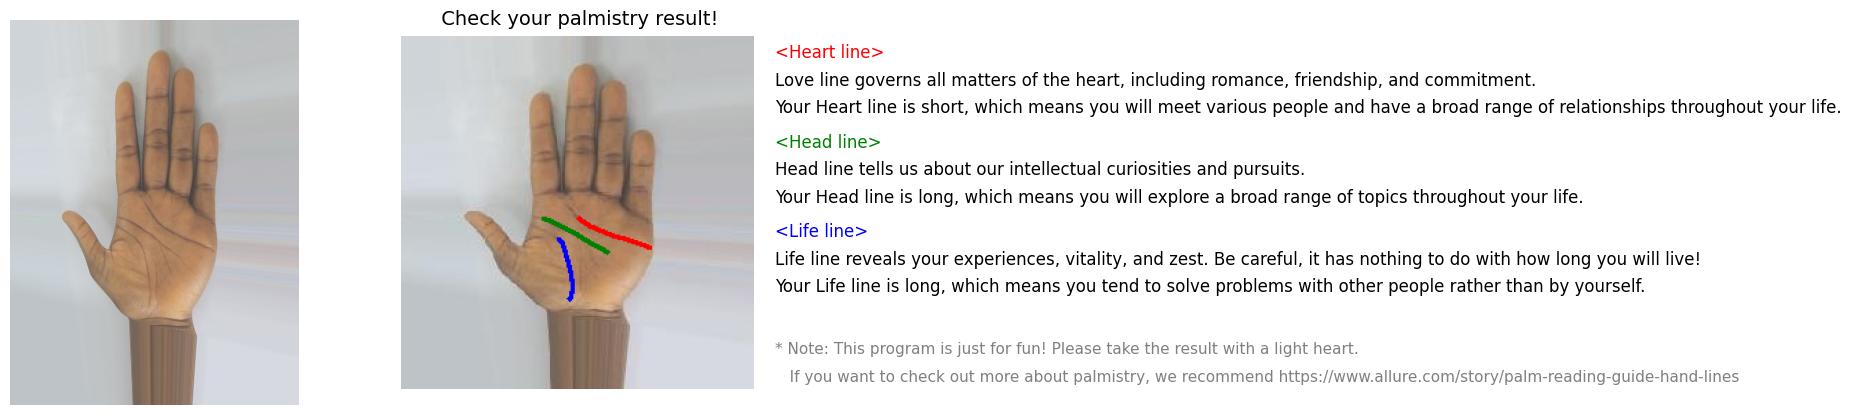 Check your palmistry result!
<Heart line>
Love line governs all matters of the heart, including romance, friendship, and commitment.
Your Heart line is short, which means you will meet various people and have a broad range of relationships throughout your life.
<Head line>
Head line tells us about our intellectual curiosities and pursuits.
Your Head line is long, which means you will explore a broad range of topics throughout your life.
<Life line>
Life line reveals your experiences, vitality, and zest. Be careful, it has nothing to do with how long you will live!
Your Life line is long, which means you tend to solve problems with other people rather than by yourself.
* Note: This program is just for fun! Please take the result with a light heart.
If you want to check out more about palmistry, we recommend https://www.allure.com/story/palm-reading-guide-hand-lines